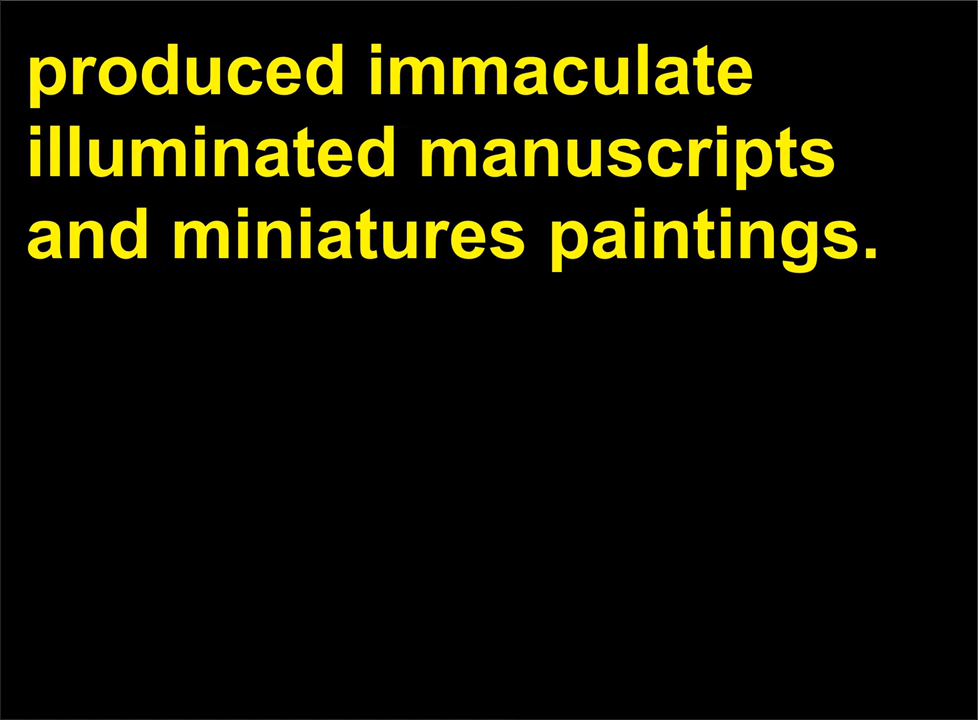 produced immaculate
illuminated manuscripts
and miniatures paintings.